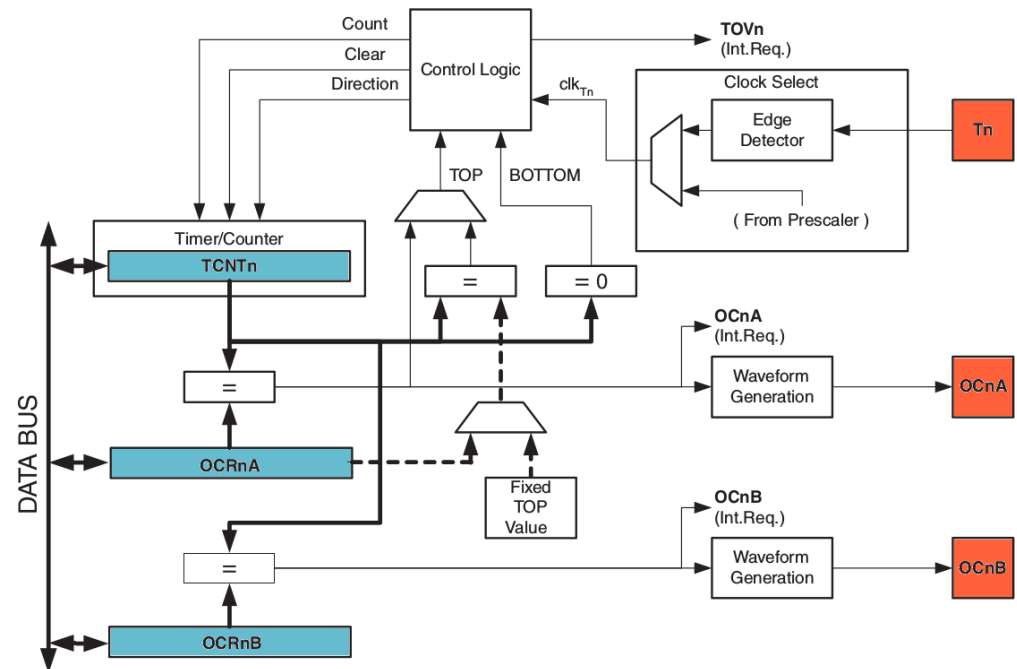 Count
Clear
Direction
Control Logic
TOVn
(Int.Req.)
clkTn
Clock Select
Edge
Detector
Tn
( From Prescaler )
TOP
BOTTOM
Timer/Counter
TCNTn
=
= 0
=
OCnA
(Int.Req.)
Waveform
Generation
OCnA
DATA BUS
OCRnA
Fixed
TOP
Value
OCnB
(Int.Req.)
=
Waveform
Generation
OCnB
OCRnB